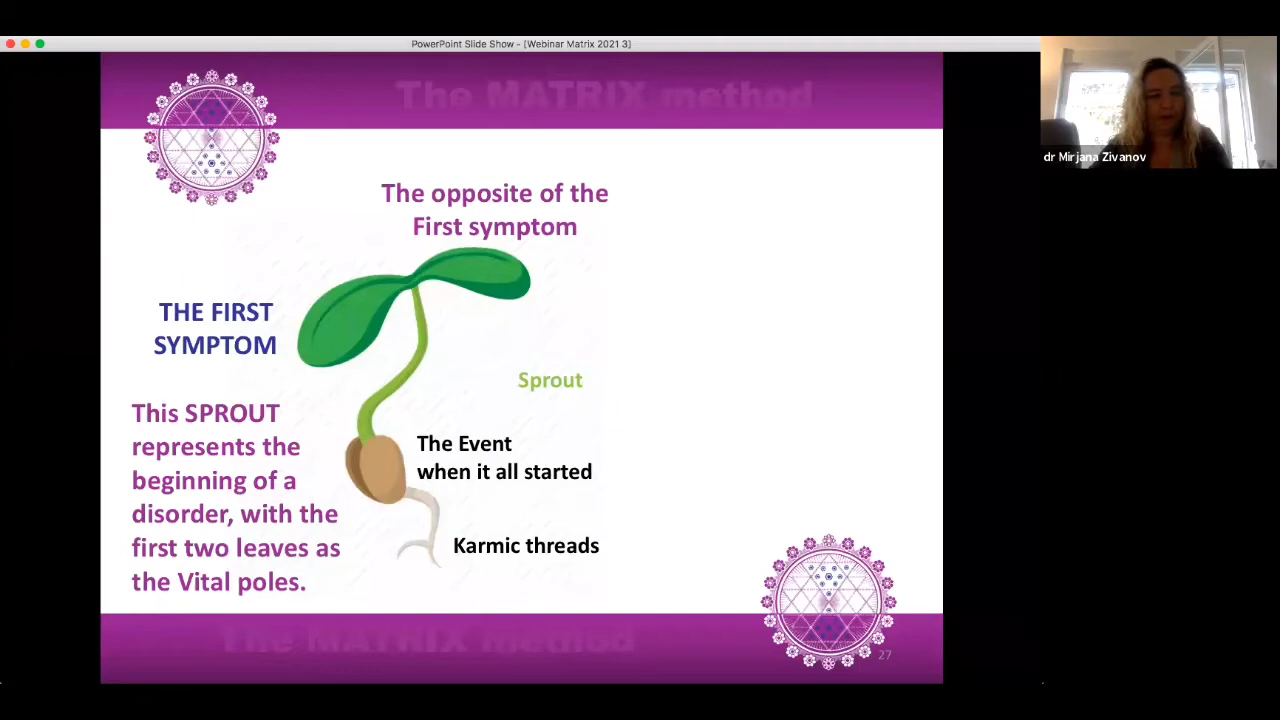 PowerPoint Slide Show - [Webinar Matrix 2021 3]
The MATRIX method
dr Mirjana Zivanov
The opposite of the
First symptom
THE FIRST
SYMPTOM
Sprout
This SPROUT
represents the
beginning of a
disorder, with the
first two leaves as
the Vital poles.
The Event
when it all started
Karmic threads
The MATRIX method
27